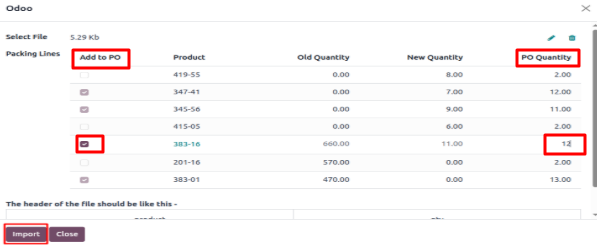 Odoo
Select File 5.29 Kb
Packing Lines Add to PO Product Old Quantity New Quantity PO Quantity
419-55 0.00 8.00 2.00
347-41 0.00 7.00 12.00
345-56 0.00 9.00 11.00
415-05 0.00 6.00 2.00
383-16 660.00 11.00 12
201-16 570.00 0.00 2.00
383-01 470.00 0.00 13.00
The header of the file should be like this -
product qty
Import Close